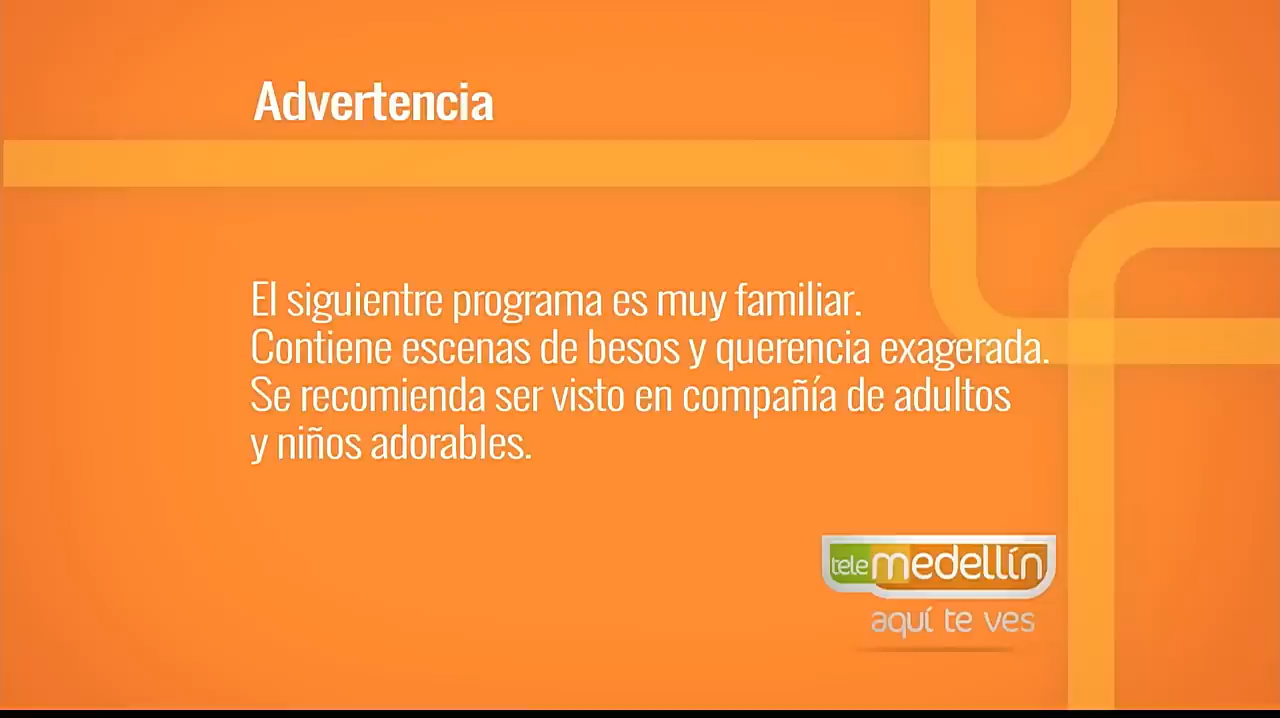 Advertencia
El siguientre programa es muy familiar.
Contiene escenas de besos y querencia exagerada.
Se recomienda ser visto en compañía de adultos
y niños adorables.
tele medellín
aquí te ves